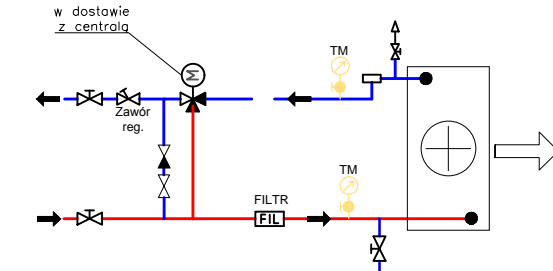 w dostawie
z centralą
M
TM
Zawór
reg.
TM
FILTR
FIL